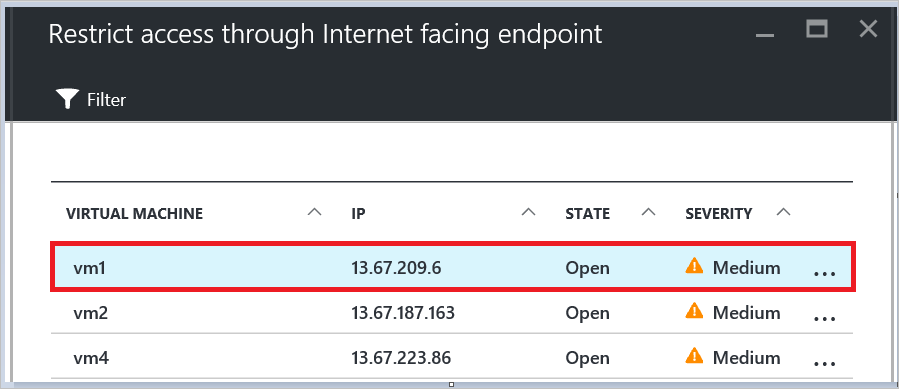 Restrict access through Internet facing endpoint
Filter
VIRTUAL MACHINE IP STATE SEVERITY
vm1 13.67.209.6 Open Medium ...
vm2 13.67.187.163 Open Medium ...
vm4 13.67.223.86 Open Medium ...